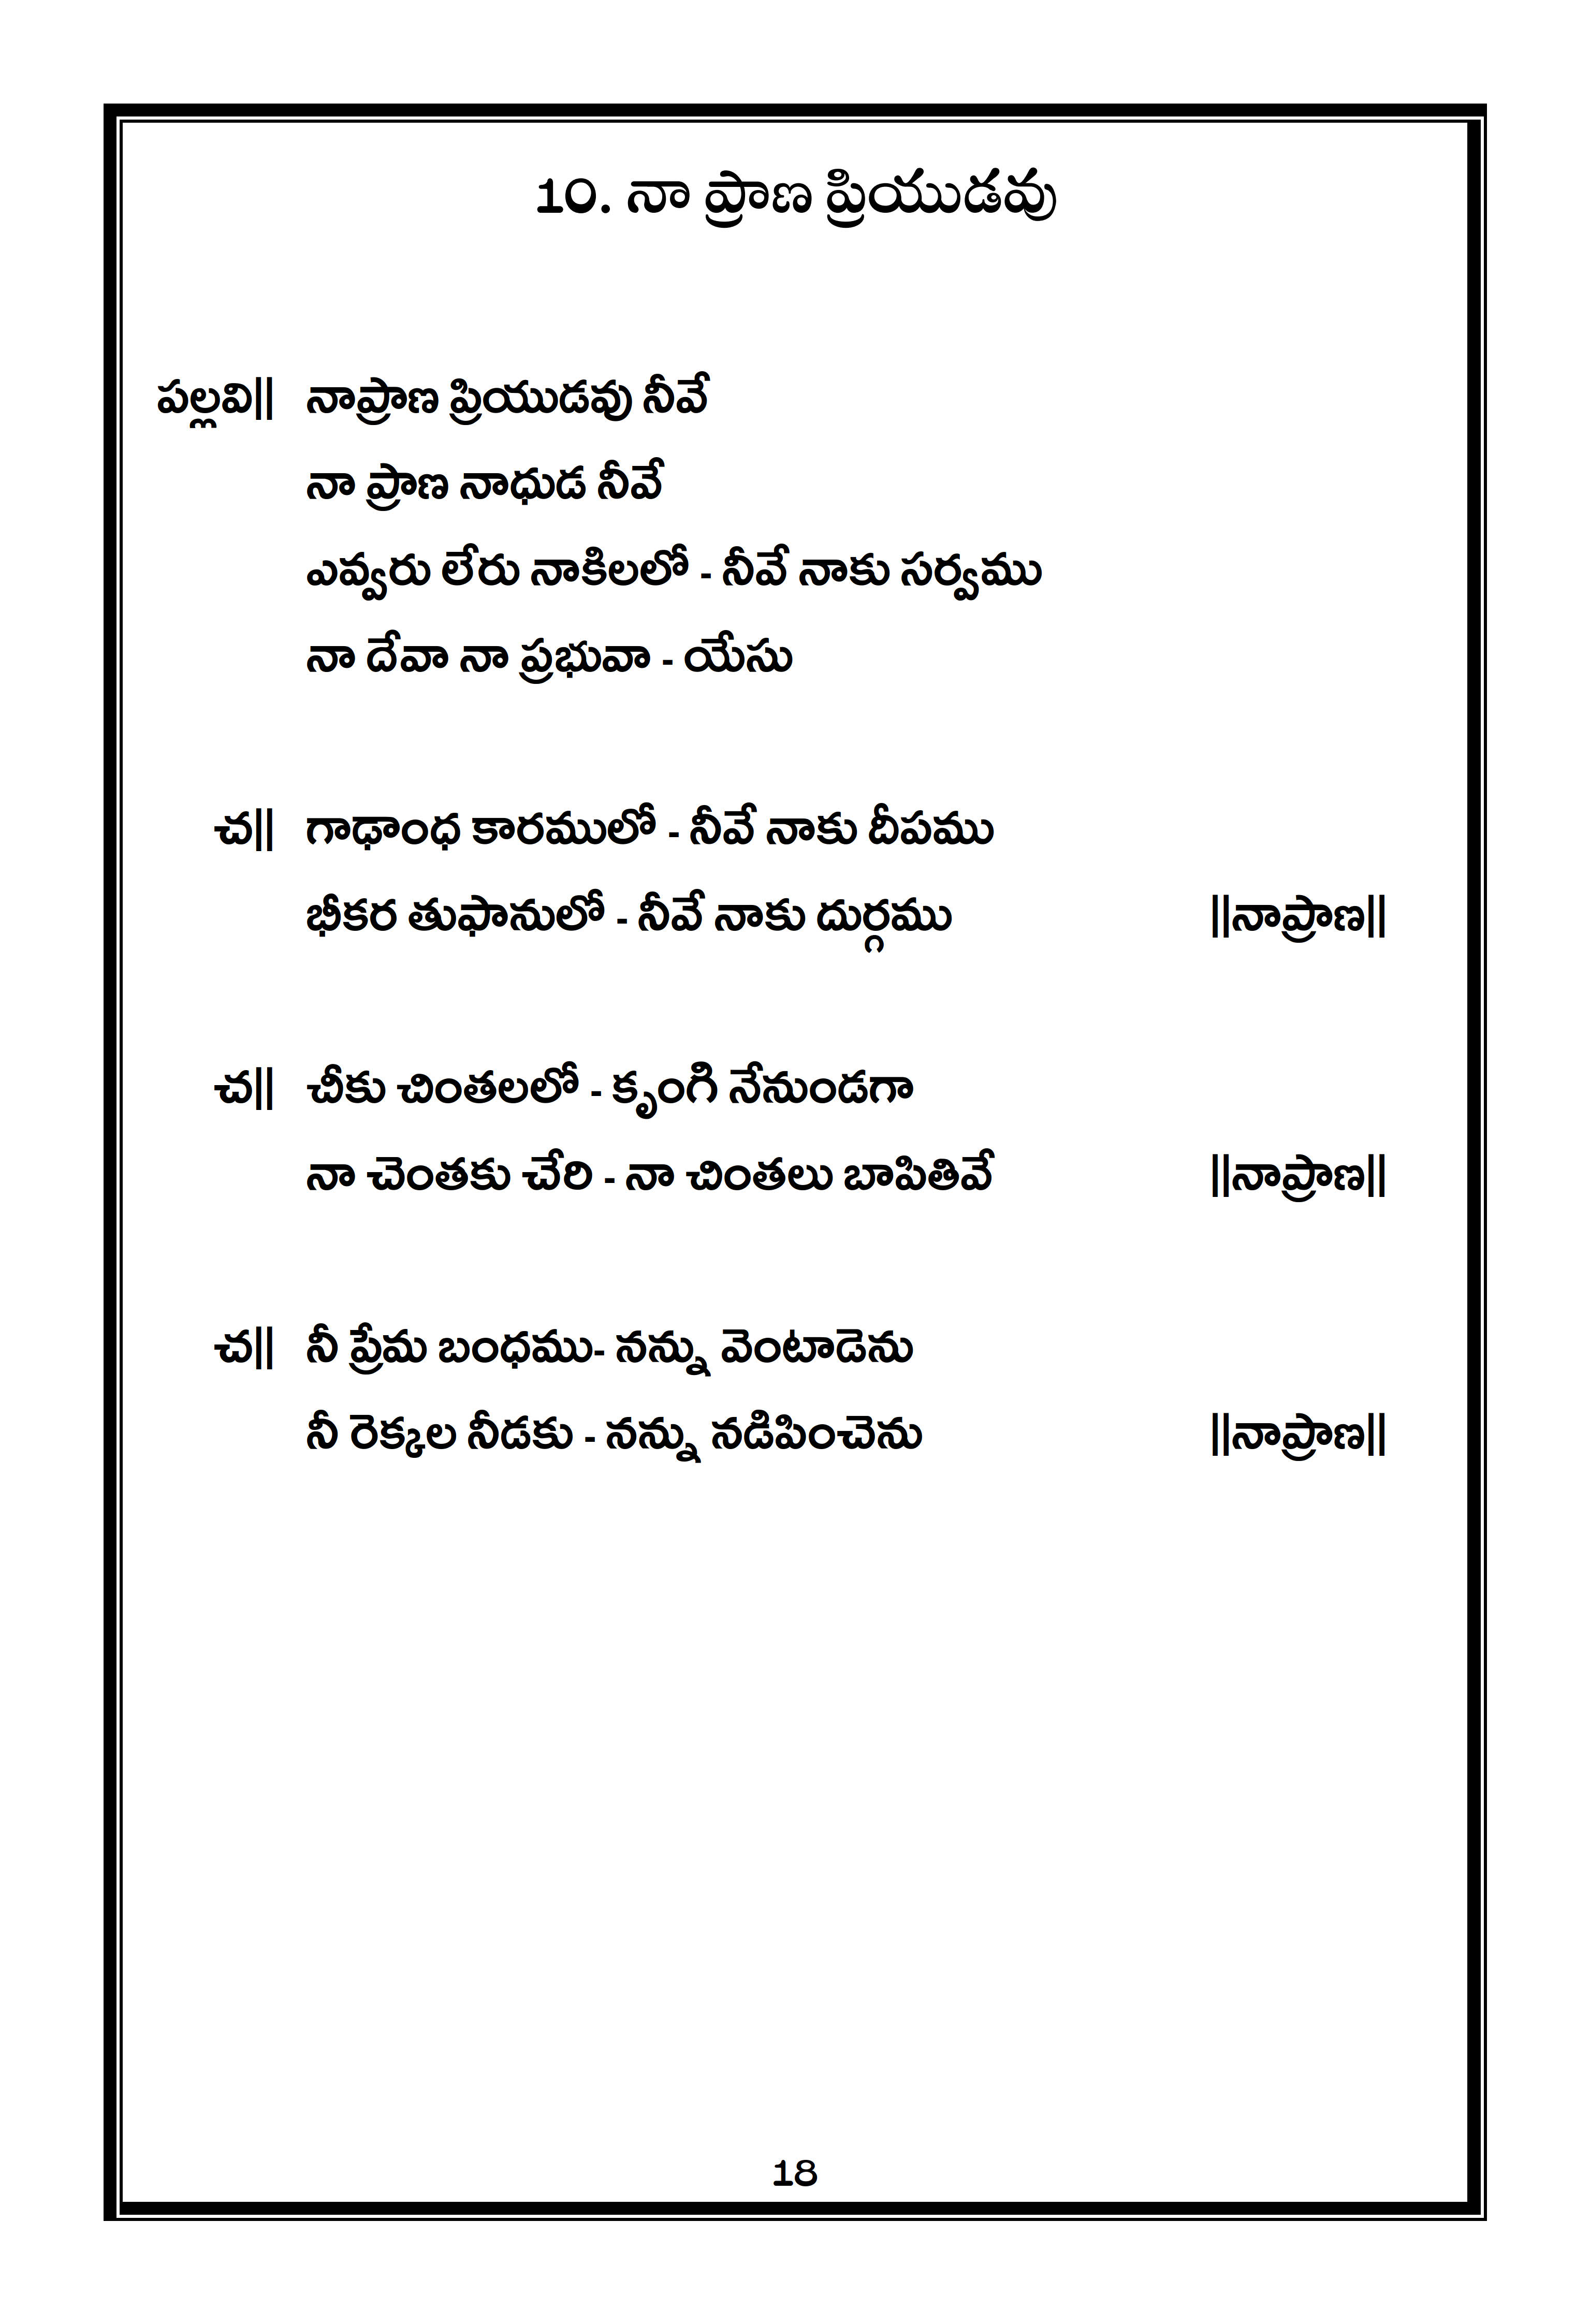 10. నా ప్రాణ ప్రియుడవు
పల్లవి|| నాప్రాణ ప్రియుడవు నీవే
నా ప్రాణ నాధుడ నీవే
ఎవ్వరు లేరు నాకిలలో - నీవే నాకు సర్వము
నా దేవా నా ప్రభువా - యేసు
చ|| గాఢాంధ కారములో - నీవే నాకు దీపము
భీకర తుఫానులో - నీవే నాకు దుర్గము ||నాప్రాణ||
చ|| చీకు చింతలలో - కృంగి నేనుండగా
నా చెంతకు చేరి - నా చింతలు బాపితివే ||నాప్రాణ||
చ|| నీ ప్రేమ బంధము- నన్ను వెంటాడెను
నీ రెక్కల నీడకు - నన్ను నడిపించెను ||నాప్రాణ||
18